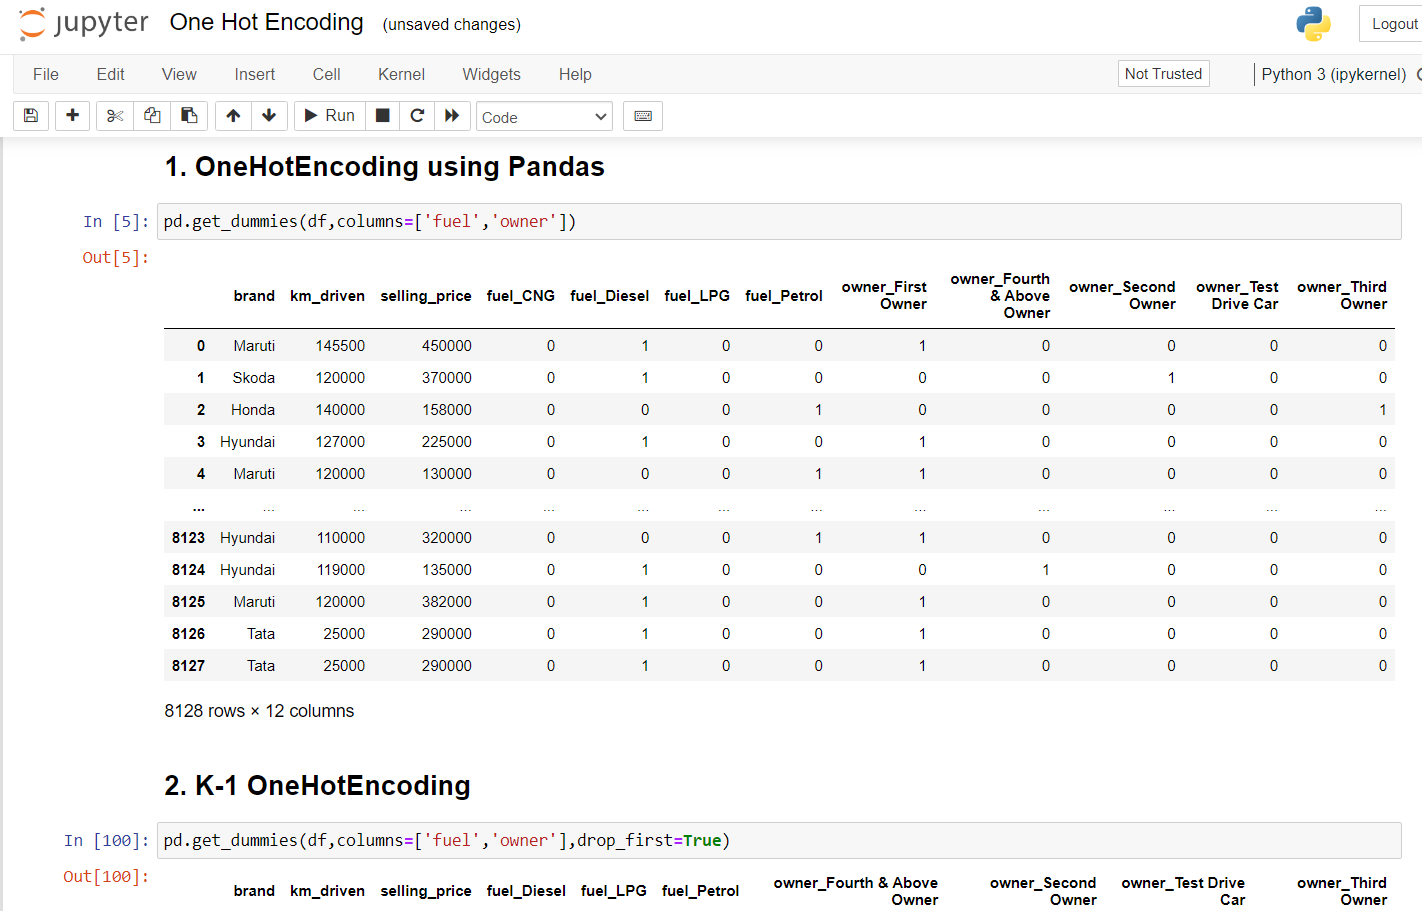 jupyter One Hot Encoding (unsaved changes) Logout
File Edit View Insert Cell Kernel Widgets Help Not Trusted Python 3 (ipykernel)
Run Code
1. OneHotEncoding using Pandas
In [5]: pd.get_dummies(df,columns=['fuel','owner'])
Out[5]:
brand km_driven selling_price fuel_CNG fuel_Diesel fuel_LPG fuel_Petrol owner_First Owner owner_Fourth & Above Owner owner_Second Owner owner_Test Drive Car owner_Third Owner
0 Maruti 145500 450000 0 1 0 0 1 0 0 0 0
1 Skoda 120000 370000 0 1 0 0 0 0 1 0 0
2 Honda 140000 158000 0 0 0 1 0 0 0 0 1
3 Hyundai 127000 225000 0 1 0 0 1 0 0 0 0
4 Maruti 120000 130000 0 0 0 1 1 0 0 0 0
... ... ... ... ... ... ... ... ... ... ... ... ...
8123 Hyundai 110000 320000 0 0 0 1 1 0 0 0 0
8124 Hyundai 119000 135000 0 1 0 0 0 1 0 0 0
8125 Maruti 120000 382000 0 1 0 0 1 0 0 0 0
8126 Tata 25000 290000 0 1 0 0 1 0 0 0 0
8127 Tata 25000 290000 0 1 0 0 1 0 0 0 0
8128 rows × 12 columns
2. K-1 OneHotEncoding
In [100]: pd.get_dummies(df,columns=['fuel','owner'],drop_first=True)
Out[100]:
brand km_driven selling_price fuel_Diesel fuel_LPG fuel_Petrol owner_Fourth & Above Owner owner_Second Owner owner_Test Drive Car owner_Third Owner